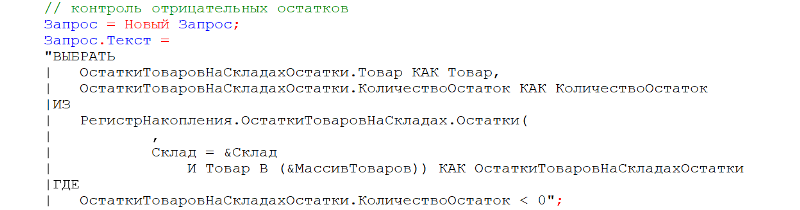 // контроль отрицательных остатков
Запрос = Новый Запрос;
Запрос.Текст =
"ВЫБРАТЬ
|   ОстаткиТоваровНаСкладахОстатки.Товар КАК Товар,
|   ОстаткиТоваровНаСкладахОстатки.КоличествоОстаток КАК КоличествоОстаток
|ИЗ
|   РегистрНакопления.ОстаткиТоваровНаСкладах.Остатки(
|           ,
|           Склад = &Склад
|               И Товар В (&МассивТоваров)) КАК ОстаткиТоваровНаСкладахОстатки
|ГДЕ
|   ОстаткиТоваровНаСкладахОстатки.КоличествоОстаток < 0";